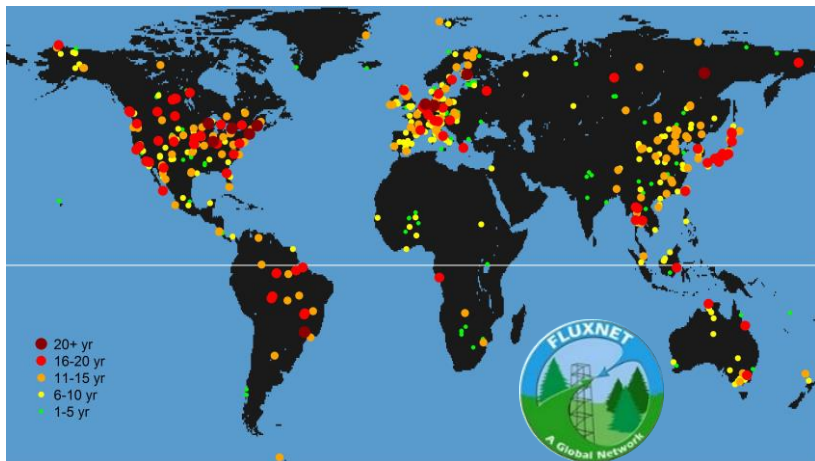 20+ yr
16-20 yr
11-15 yr
6-10 yr
1-5 yr
FLUXNET
A Global Network